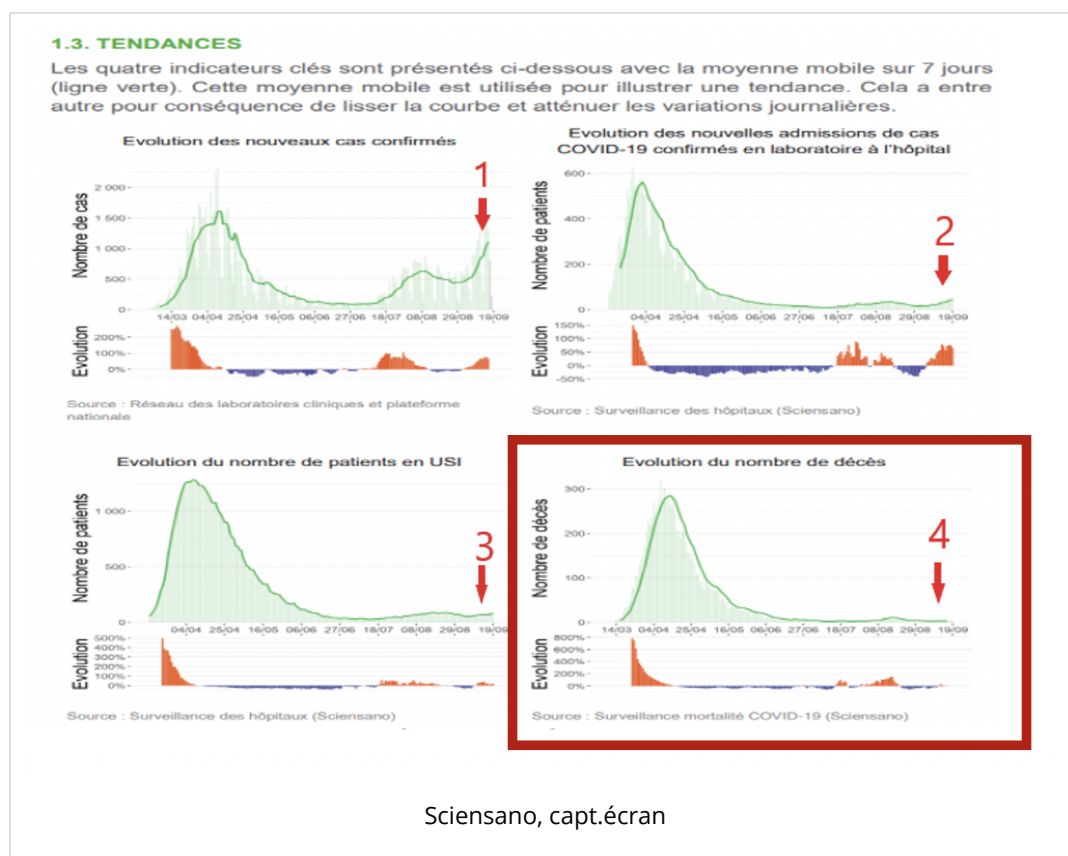 1.3. TENDANCES
Les quatre indicateurs clés sont présentés ci-dessous avec la moyenne mobile sur 7 jours
(ligne verte). Cette moyenne mobile est utilisée pour illustrer une tendance. Cela a entre
autre pour conséquence de lisser la courbe et atténuer les variations journalières.
Evolution des nouveaux cas confirmés
1
Nombre de cas
2 000
1 500
1 000
500
0
14/03 04/04 25/04 16/05 06/06 27/06 18/07 08/08 29/08 19/09
Evolution
200%
100%
0%
Source : Réseau des laboratoires cliniques et plateforme
nationale
Evolution des nouvelles admissions de cas
COVID-19 confirmés en laboratoire à l'hôpital
2
Nombre de patients
600
400
200
0
04/04 25/04 16/05 06/06 27/06 18/07 08/08 29/08 19/09
Evolution
150%
100%
50%
0%
-50%
Source : Surveillance des hôpitaux (Sciensano)
Evolution du nombre de patients en USI
3
Nombre de patients
1 000
500
0
04/04 25/04 16/05 06/06 27/06 18/07 08/08 29/08 19/09
Evolution
500%
400%
300%
200%
100%
0%
Source : Surveillance des hôpitaux (Sciensano)
Evolution du nombre de décès
4
Nombre de décès
300
200
100
0
14/03 04/04 25/04 16/05 06/06 27/06 18/07 08/08 29/08 19/09
Evolution
800%
600%
400%
200%
0%
Source : Surveillance mortalité COVID-19 (Sciensano)
Sciensano, capt.écran